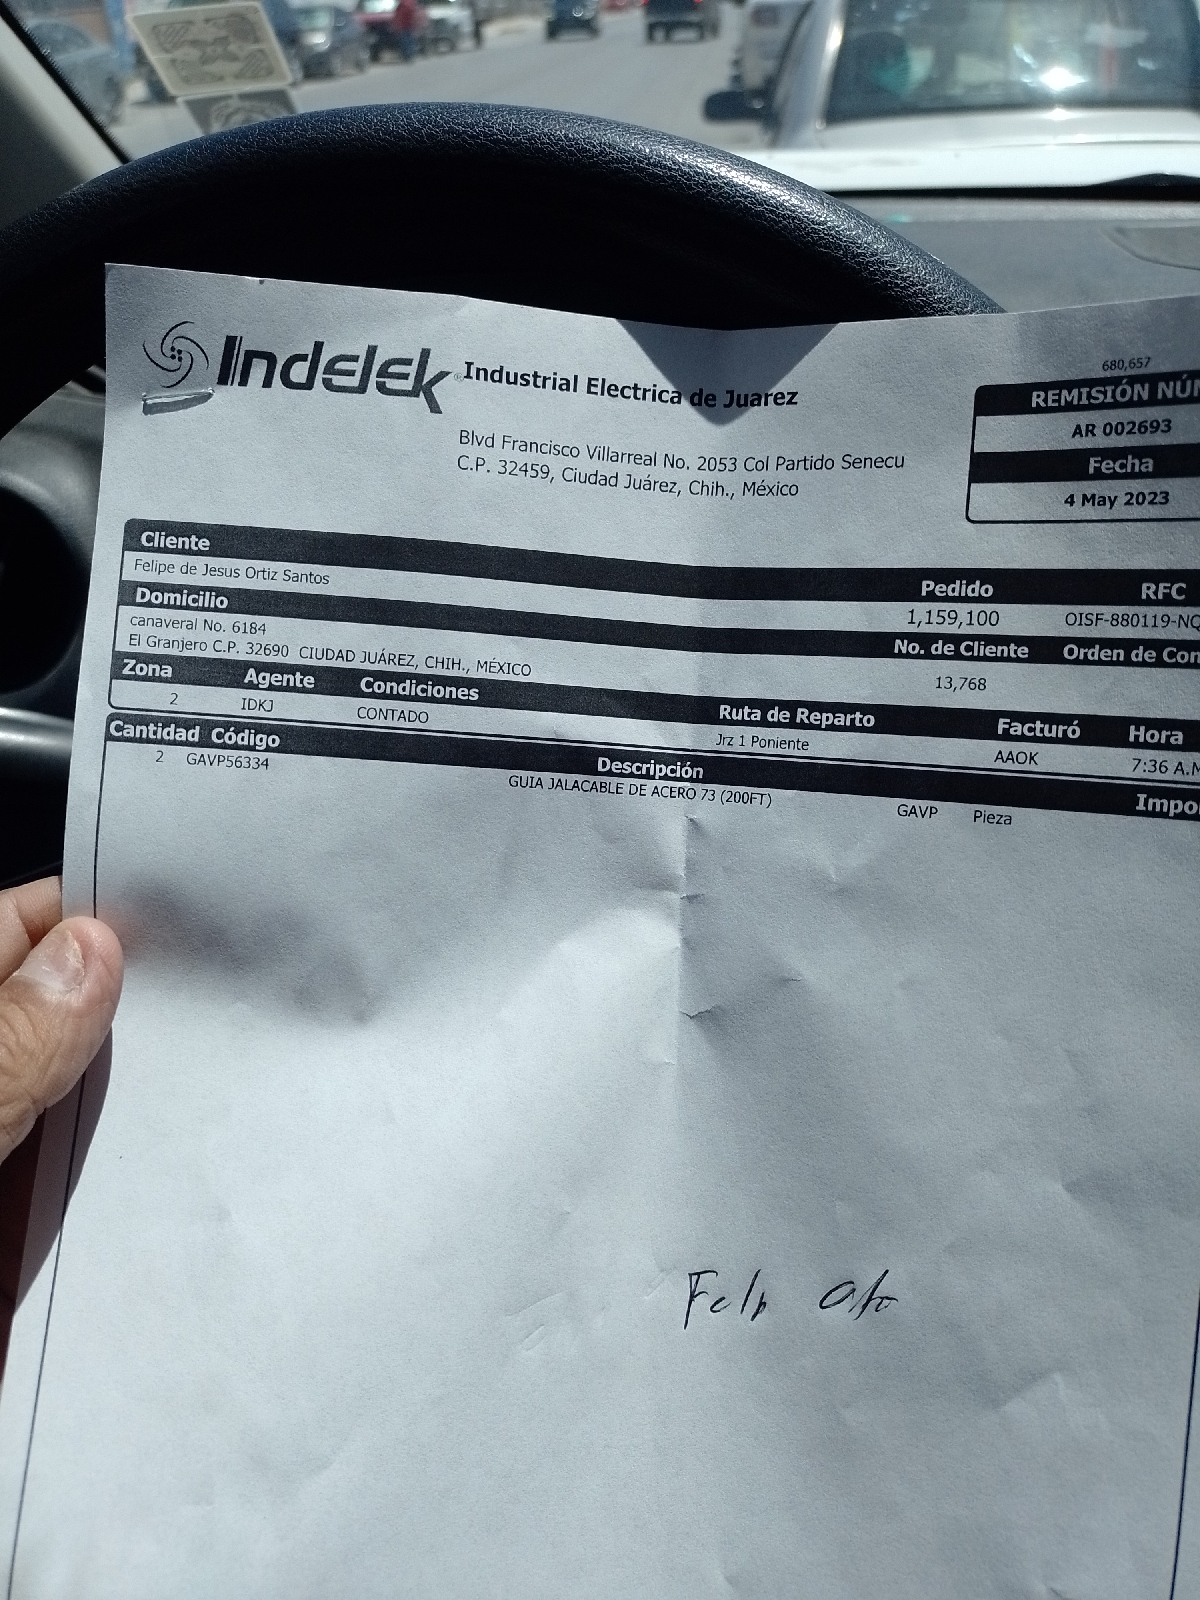 Indelek
Industrial Electrica de Juarez
Blvd Francisco Villarreal No. 2053 Col Partido Senecu
C.P. 32459, Ciudad Juárez, Chih., México
680,657
REMISIÓN NÚM
AR 002693
Fecha
4 May 2023
Cliente
Felipe de Jesus Ortiz Santos
Pedido RFC
1,159,100 OISF-880119-NQ
Domicilio
canaveral No. 6184
El Granjero C.P. 32690 CIUDAD JUÁREZ, CHIH., MÉXICO
No. de Cliente Orden de Com
13,768
Zona Agente Condiciones Ruta de Reparto Facturó Hora
2 IDKJ CONTADO Jrz 1 Poniente AAOK 7:36 A.M
Cantidad Código Descripción Impo
2 GAVP56334 GUIA JALACABLE DE ACERO 73 (200FT) GAVP Pieza